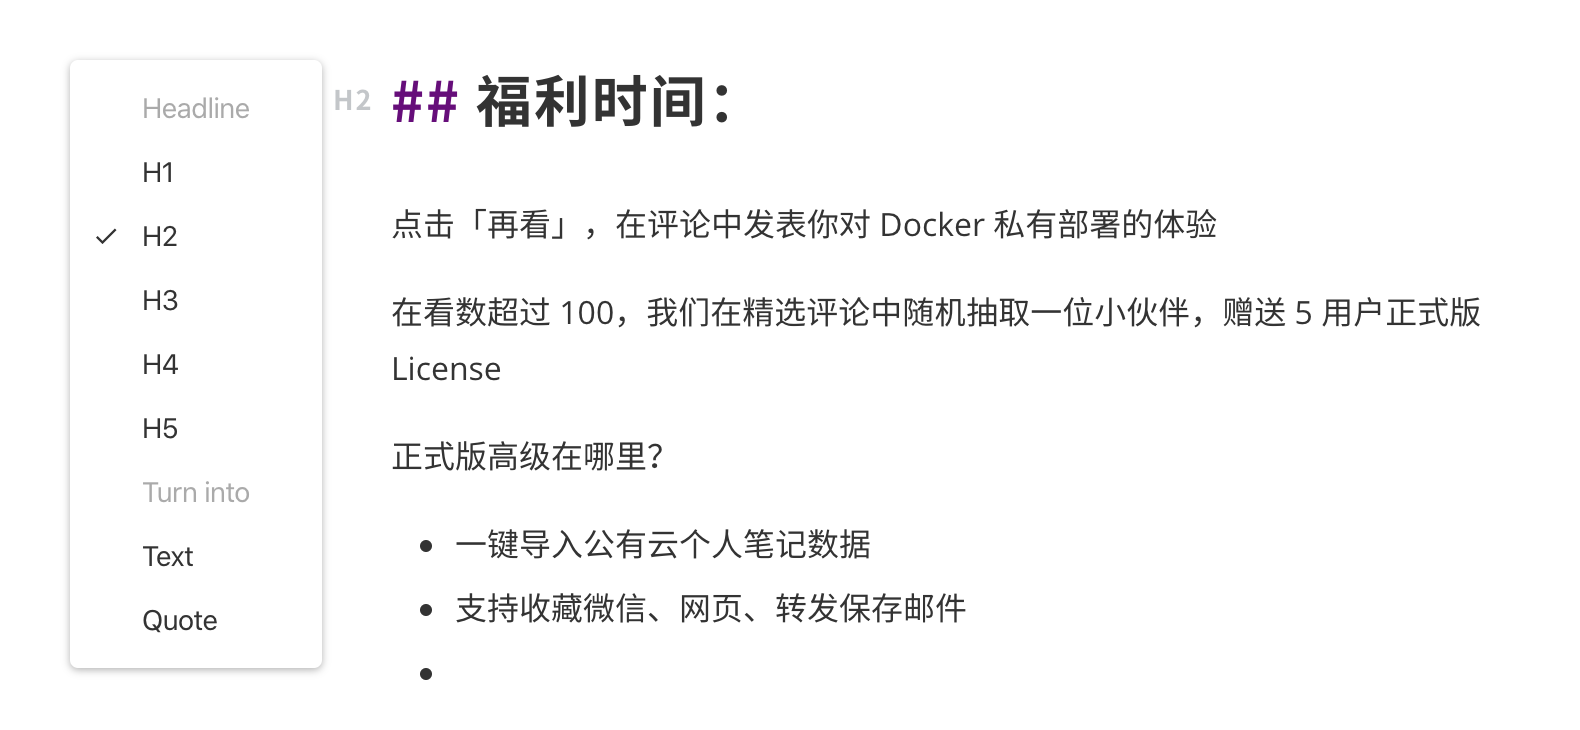 Headline
H1
H2
H3
H4
H5
Turn into
Text
Quote
H2
## 福利时间：
点击「再看」，在评论中发表你对 Docker 私有部署的体验
在看数超过 100，我们在精选评论中随机抽取一位小伙伴，赠送 5 用户正式版
License
正式版高级在哪里？
一键导入公有云个人笔记数据
支持收藏微信、网页、转发保存邮件